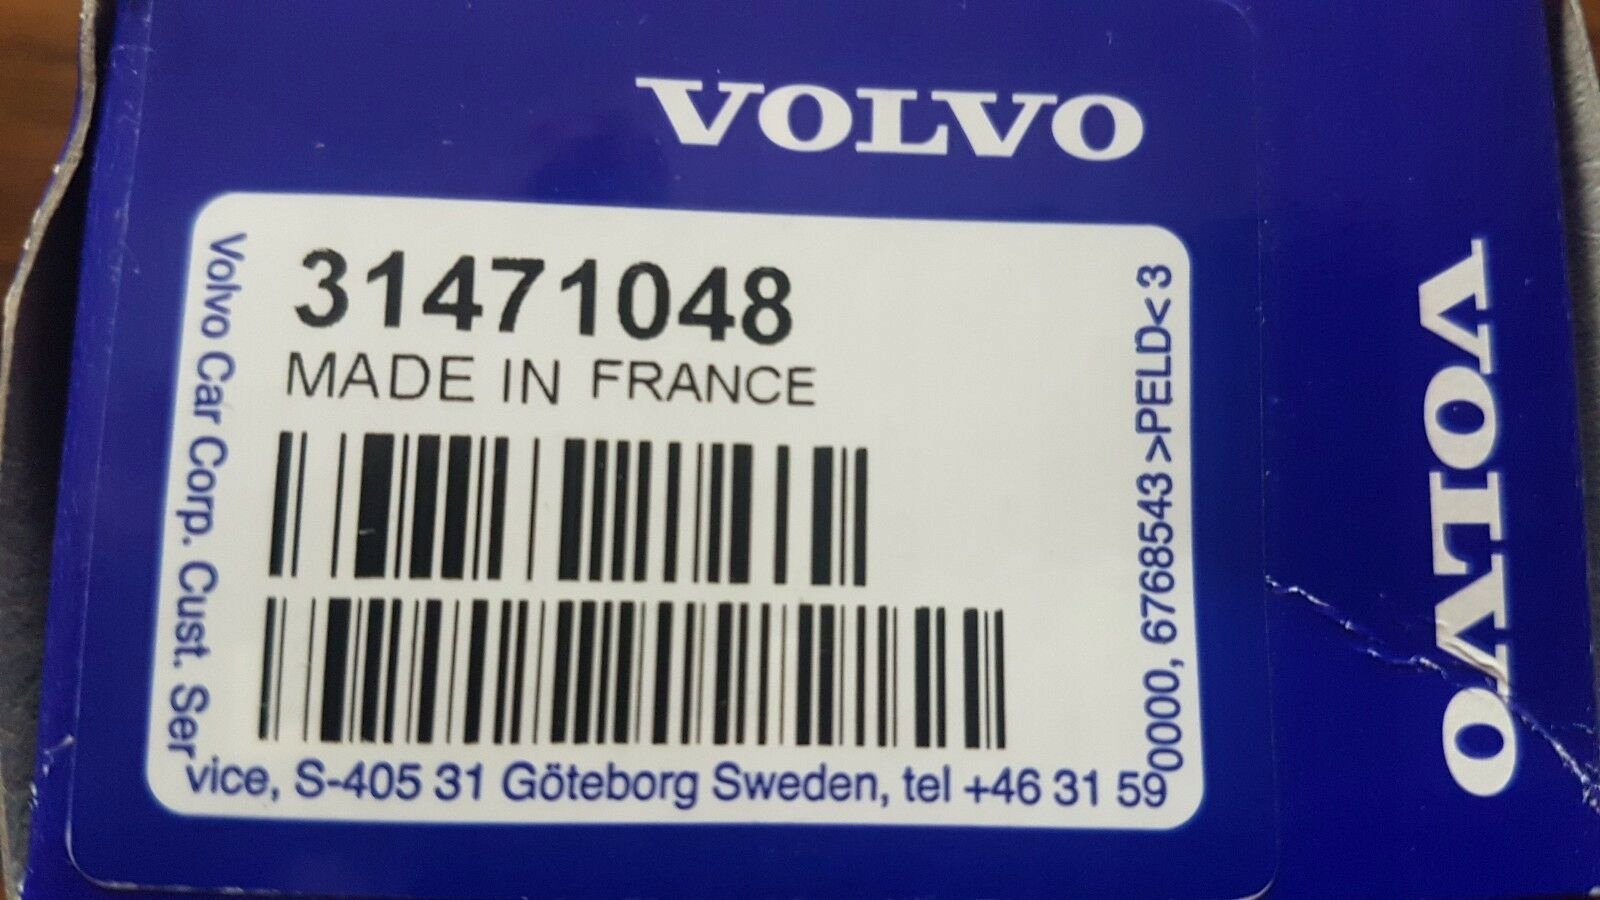 VOLVO
31471048
MADE IN FRANCE
Volvo Car Corp. Cust. Service, S-405 31 Göteborg Sweden, tel +46 31 590000, 6768543 >PELD< 3
VOLVO